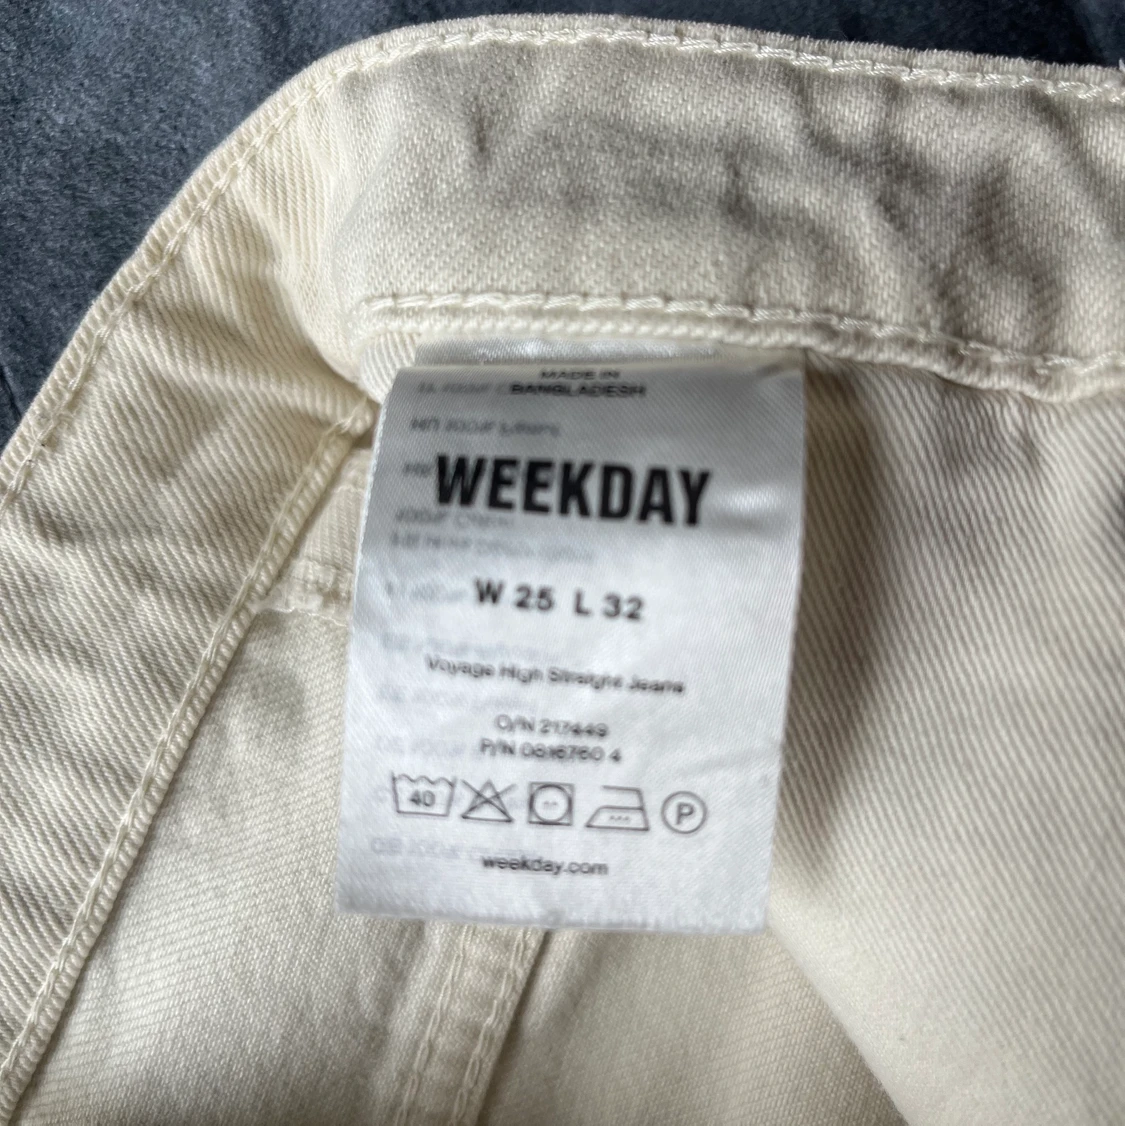 MADE IN
BANGLADESH
WEEKDAY
W 25 L 32
Voyage High Straight Jeans
O/N 217449
P/N 0816760 4
40
P
weekday.com